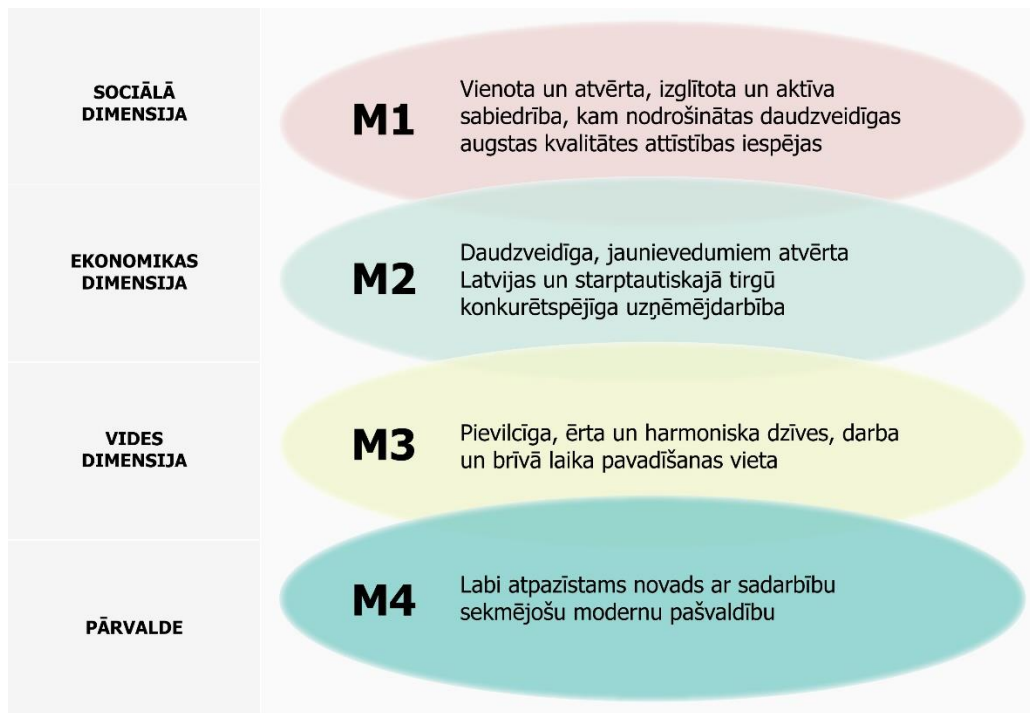 SOCIĀLĀ
DIMENSIJA
M1
Vienota un atvērta, izglītota un aktīva
sabiedrība, kam nodrošinātas daudzveidīgas
augstas kvalitātes attīstības iespējas
EKONOMIKAS
DIMENSIJA
M2
Daudzveidīga, jaunievedumiem atvērta
Latvijas un starptautiskajā tirgū
konkurētspējīga uzņēmējdarbība
VIDES
DIMENSIJA
M3
Pievilcīga, ērta un harmoniska dzīves, darba
un brīvā laika pavadīšanas vieta
PĀRVALDE
M4
Labi atpazīstams novads ar sadarbību
sekmējošu modernu pašvaldību